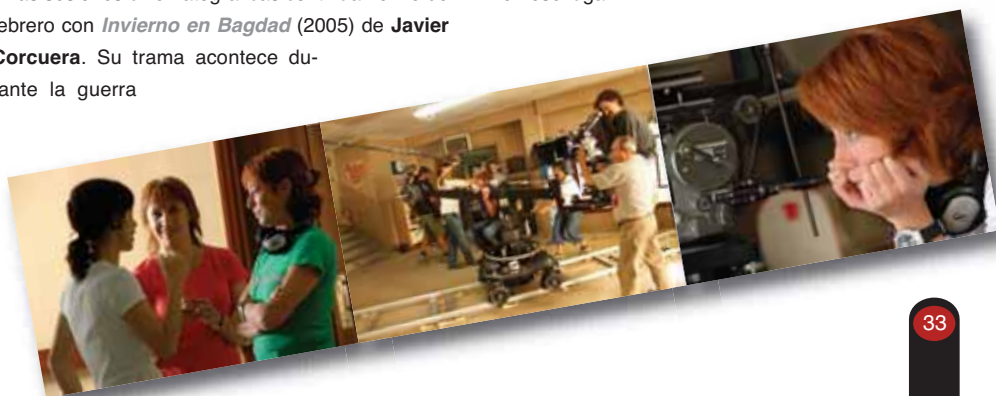 ebrero con Invierno en Bagdad (2005) de Javier
Corcuera. Su trama acontece du-
ante la guerra
33